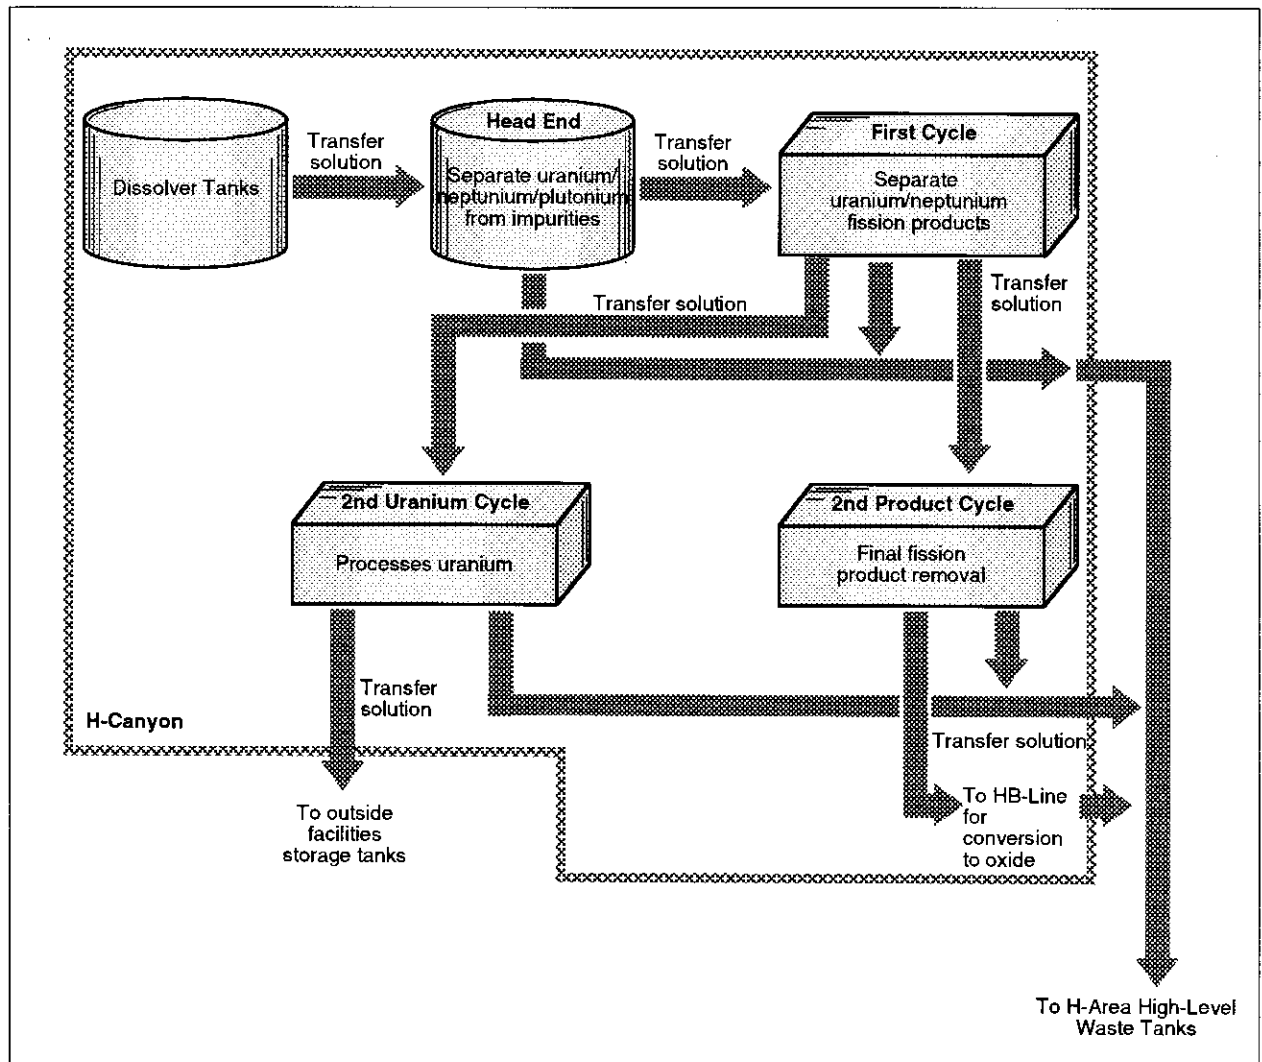 Dissolver Tanks
Transfer
solution
Head End
Separate uranium/
neptunium/plutonium
from impurities
Transfer
solution
First Cycle
Separate
uranium/neptunium
fission products
Transfer solution
Transfer
solution
2nd Uranium Cycle
Processes uranium
2nd Product Cycle
Final fission
product removal
Transfer
solution
H-Canyon
Transfer solution
To outside
facilities
storage tanks
To HB-Line
for
conversion
to oxide
To H-Area High-Level
Waste Tanks